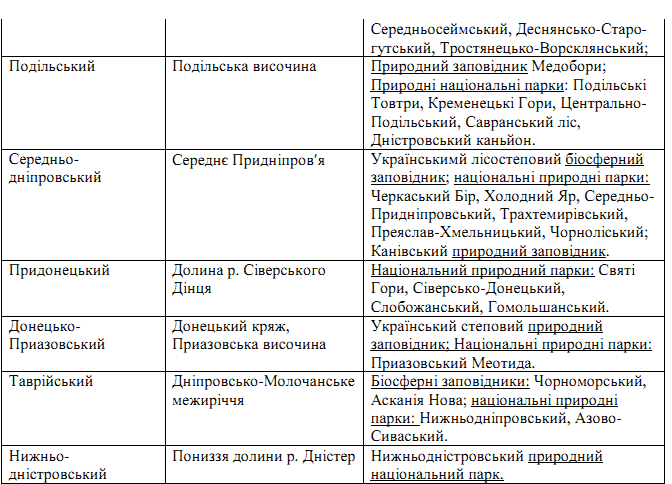 Середньосеймський, Деснянсько-Старо-
гутський, Тростянецько-Ворсклянський;
Подільський
Подільська височина
Природний заповідник Медобори;
Природні національні парки: Подільські
Товтри, Кременецькі Гори, Центрально-
Подільський, Савранський ліс,
Дністровський каньйон.
Середньо-
дніпровський
Середнє Придніпров'я
Українськимй лісостеповий біосферний
заповідник; національні природні парки:
Черкаський Бір, Холодний Яр, Середньо-
Придніпровський, Трахтемирівський,
Преяслав-Хмельницький, Чорноліський;
Канівський природний заповідник.
Придонецький
Долина р. Сіверського
Дінця
Національний природний парки: Святі
Гори, Сіверсько-Донецький,
Слобожанський, Гомольшанський.
Донецько-
Приазовський
Донецький кряж,
Приазовська височина
Український степовий природний
заповідник; Національні природні парки:
Приазовський Меотида.
Таврійський
Дніпровсько-Молочанське
межиріччя
Біосферні заповідники: Чорноморський,
Асканія Нова; національні природні
парки: Нижньодніпровський, Азово-
Сиваський.
Нижньо-
дністровський
Пониззя долини р. Дністер
Нижньодністровський природний
національний парк.